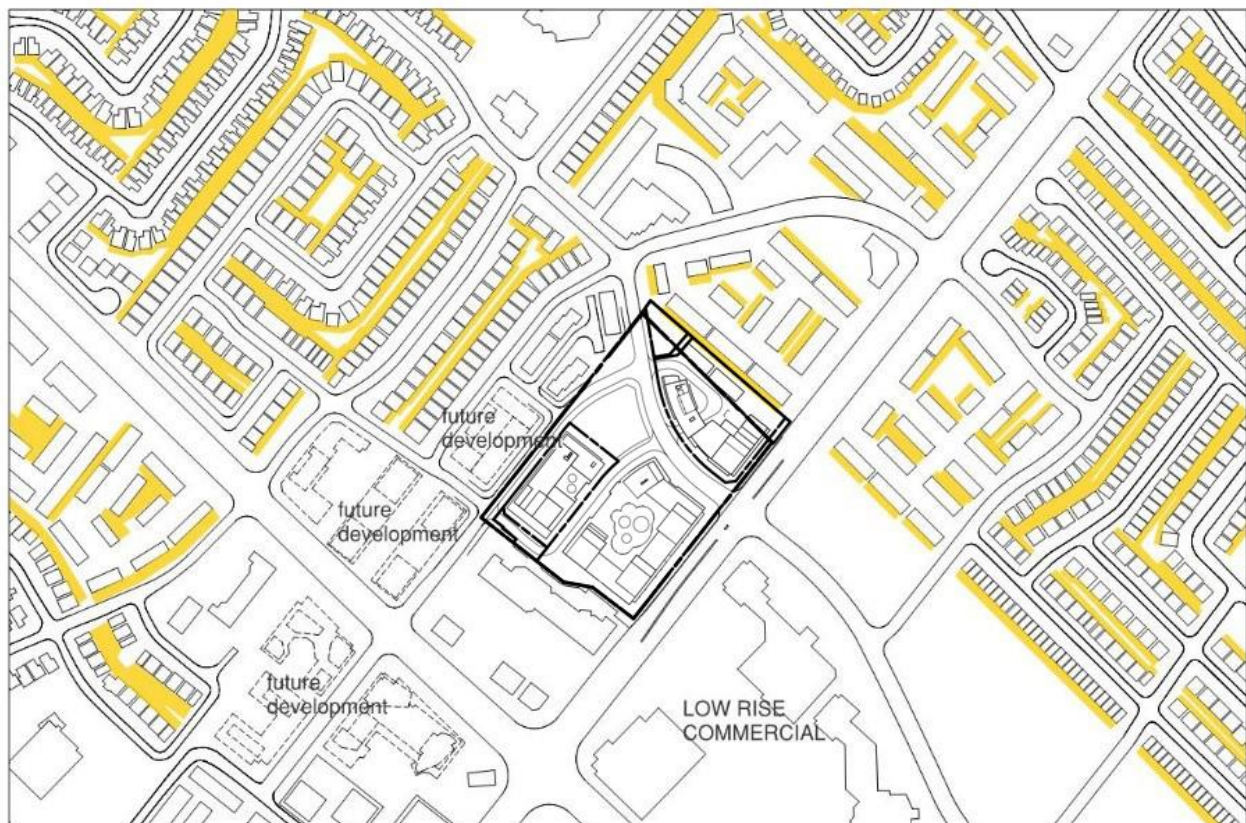 future
development
future
development
future
development
LOW RISE
COMMERCIAL